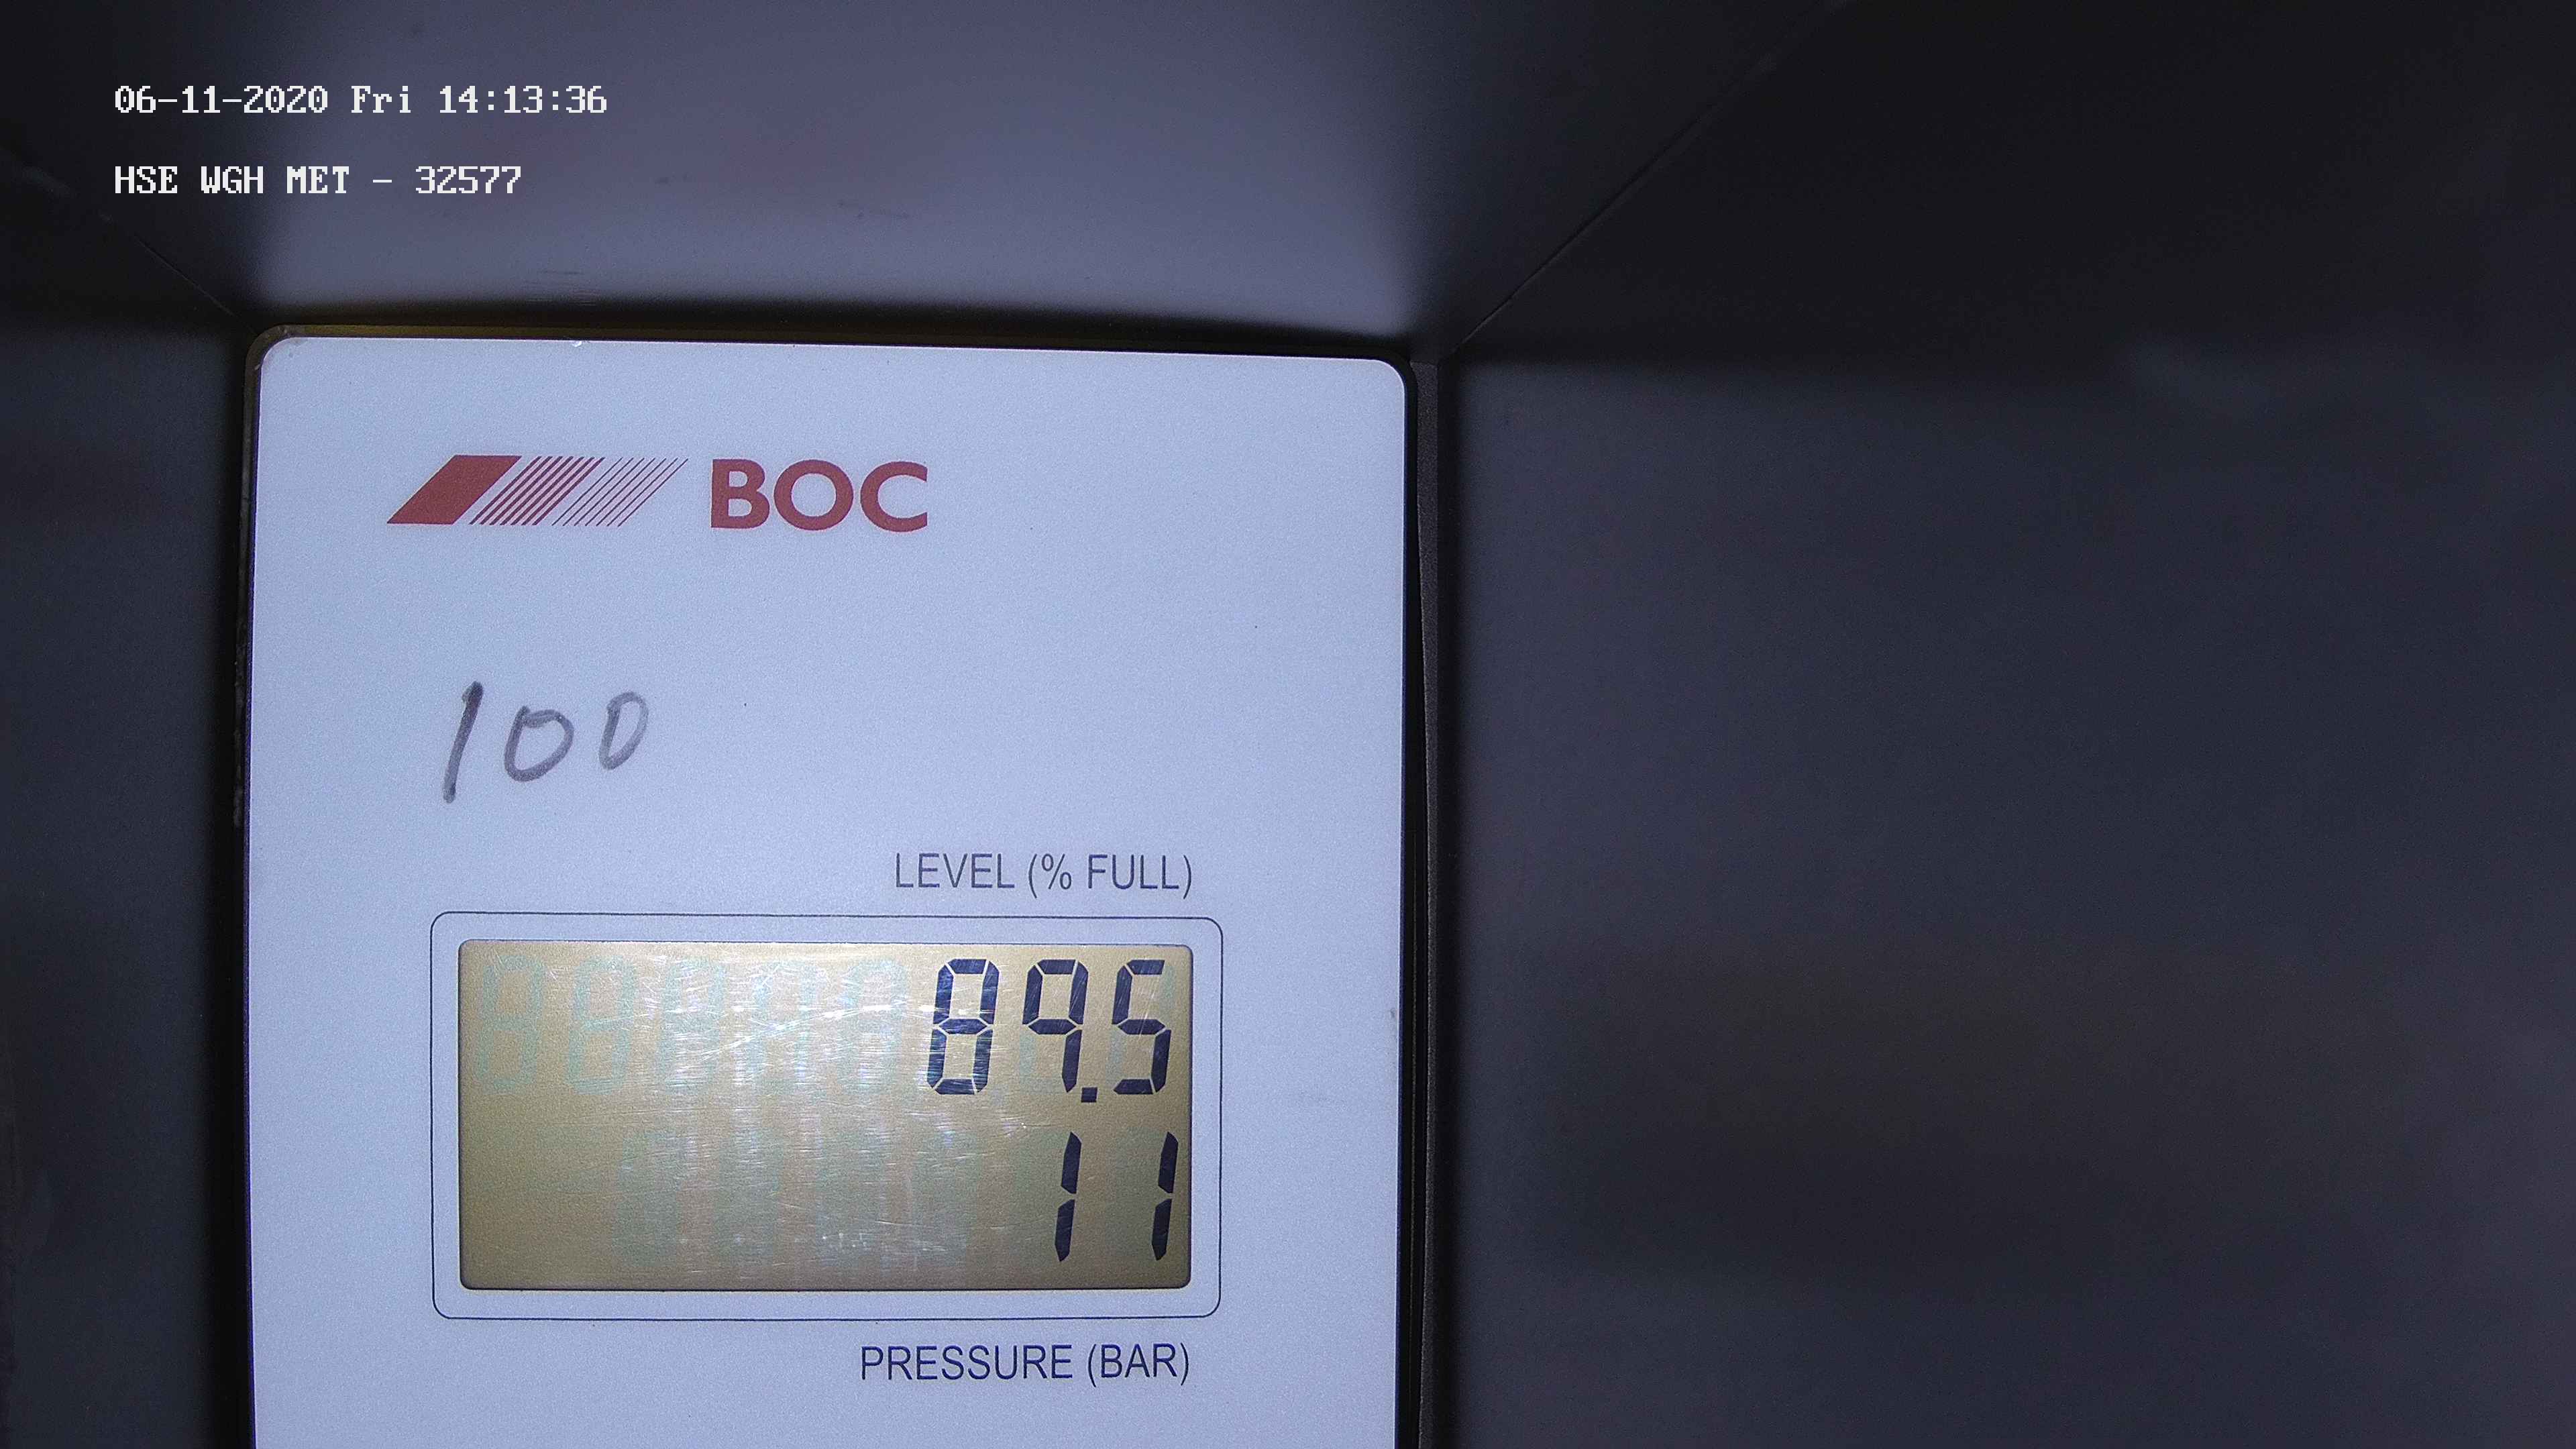 06-11-2020 Fri 14:13:36
HSE WGH MET - 32577
BOC
100
LEVEL (% FULL)
89.5
11
PRESSURE (BAR)